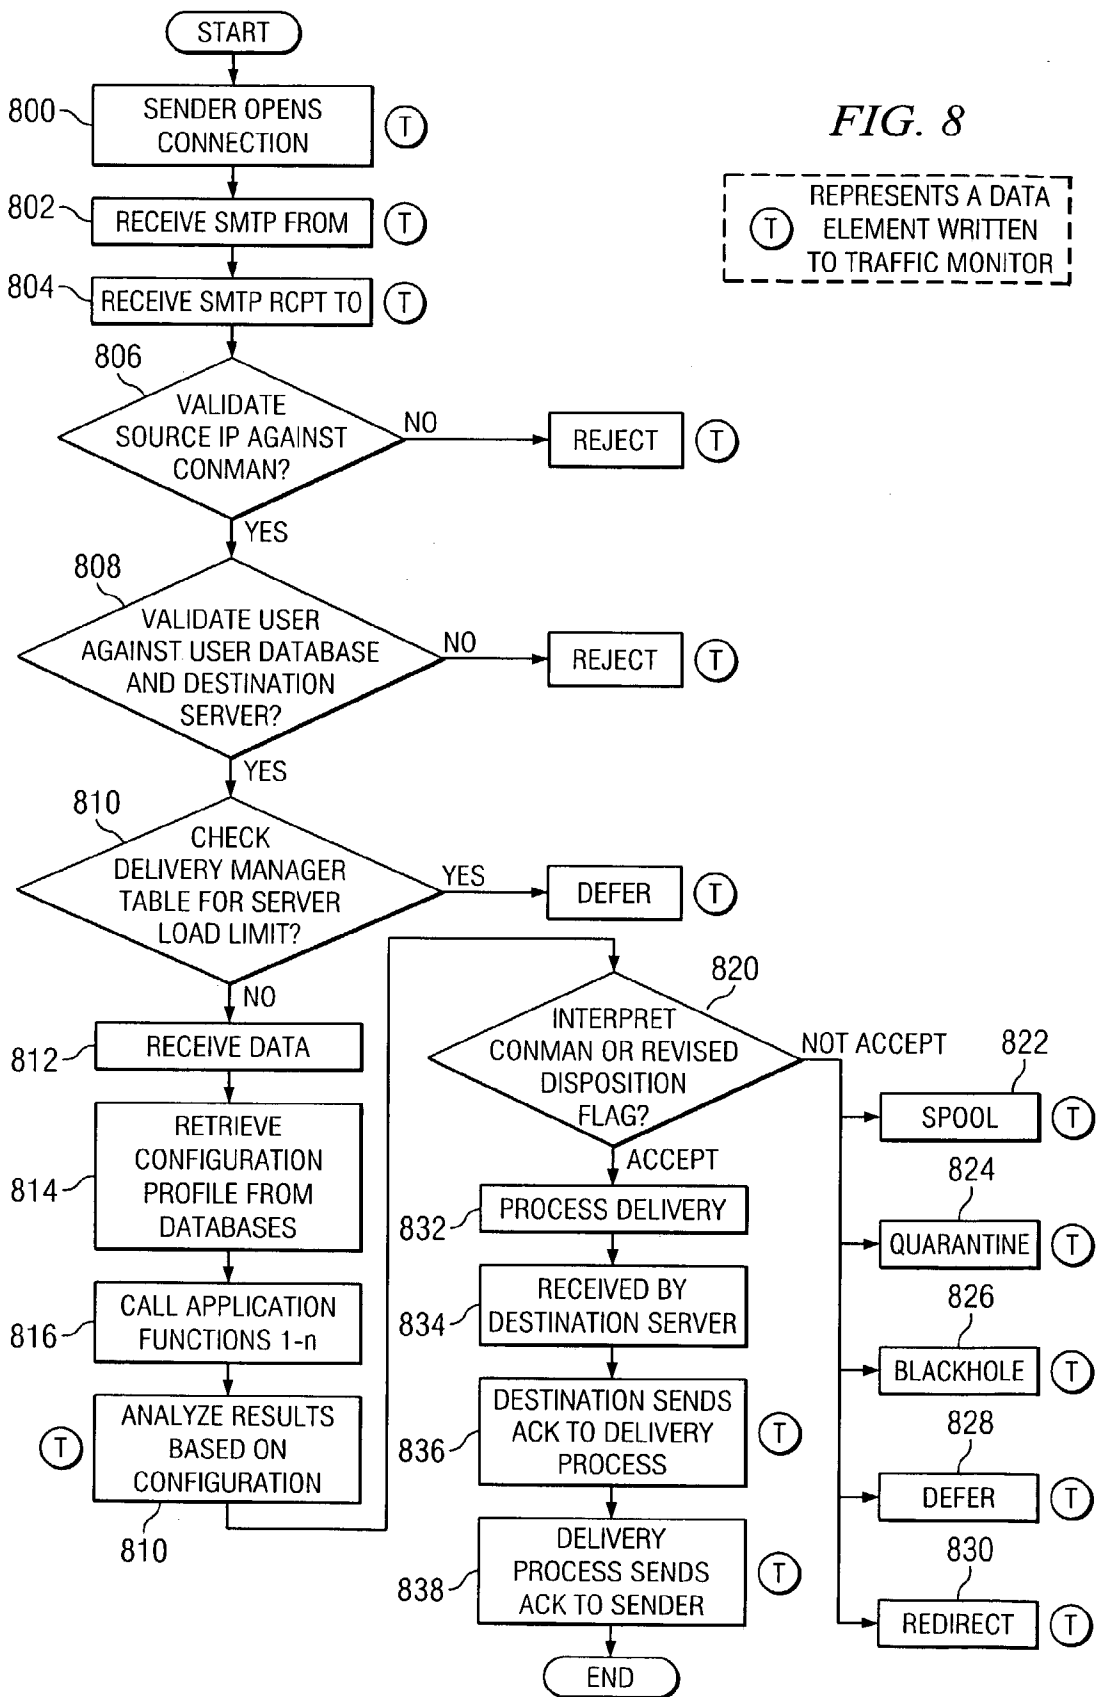 START
800
SENDER OPENS
CONNECTION
T
FIG. 8
T
REPRESENTS A DATA
ELEMENT WRITTEN
TO TRAFFIC MONITOR
802
RECEIVE SMTP FROM
T
804
RECEIVE SMTP RCPT TO
T
806
VALIDATE
SOURCE IP AGAINST
CONMAN?
NO
REJECT
T
YES
808
VALIDATE USER
AGAINST USER DATABASE
AND DESTINATION
SERVER?
NO
REJECT
T
YES
810
CHECK
DELIVERY MANAGER
TABLE FOR SERVER
LOAD LIMIT?
YES
DEFER
T
NO
812
RECEIVE DATA
814
RETRIEVE
CONFIGURATION
PROFILE FROM
DATABASES
816
CALL APPLICATION
FUNCTIONS 1-n
T
ANALYZE RESULTS
BASED ON
CONFIGURATION
810
820
INTERPRET
CONMAN OR REVISED
DISPOSITION
FLAG?
NOT ACCEPT
822
SPOOL
T
824
QUARANTINE
T
826
BLACKHOLE
T
828
DEFER
T
830
REDIRECT
T
ACCEPT
832
PROCESS DELIVERY
834
RECEIVED BY
DESTINATION SERVER
836
DESTINATION SENDS
ACK TO DELIVERY
PROCESS
T
838
DELIVERY
PROCESS SENDS
ACK TO SENDER
T
END